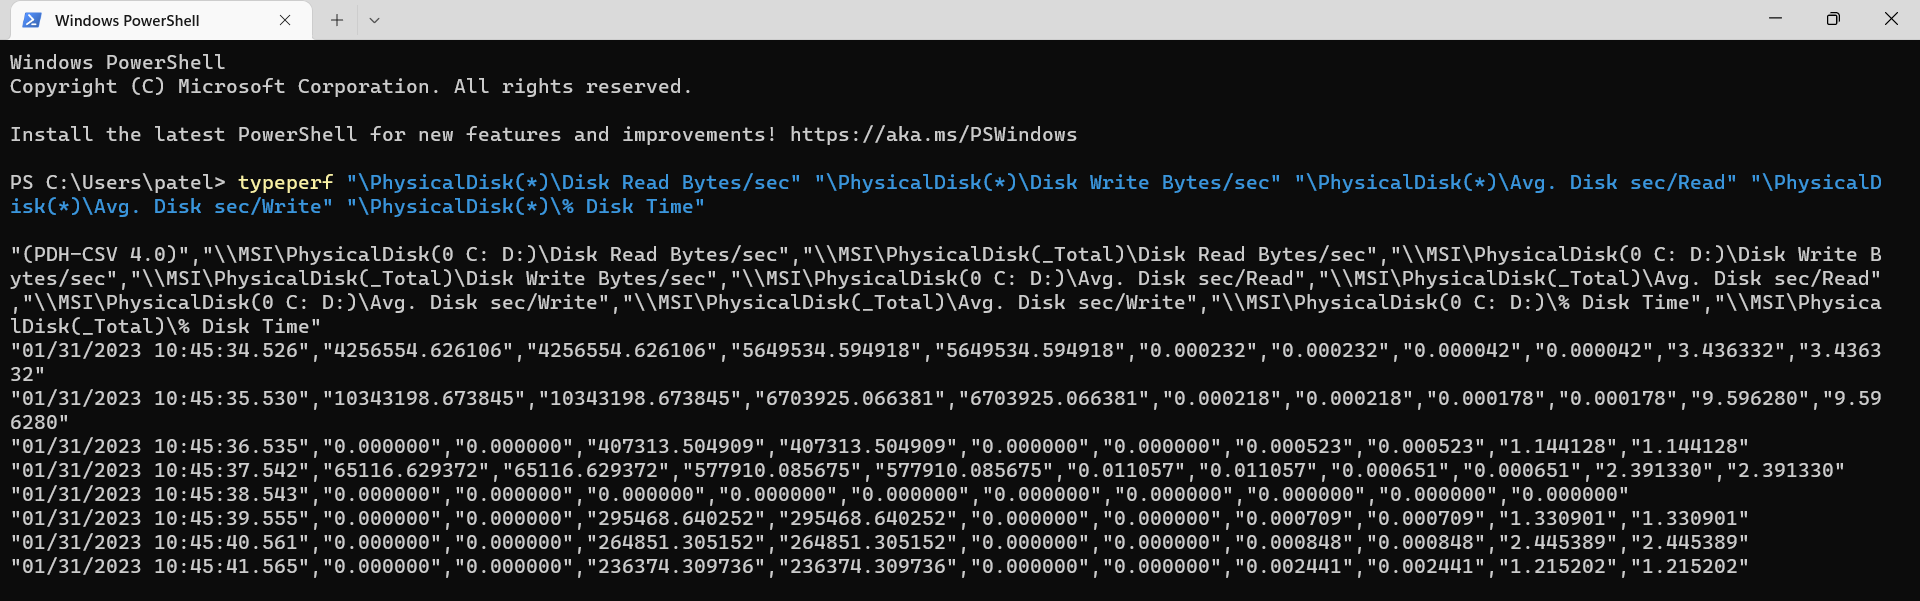 Windows PowerShell
Windows PowerShell
Copyright (C) Microsoft Corporation. All rights reserved.
Install the latest PowerShell for new features and improvements! https://aka.ms/PSWindows
PS C:\Users\patel> typeperf "\PhysicalDisk(*)\Disk Read Bytes/sec" "\PhysicalDisk(*)\Disk Write Bytes/sec" "\PhysicalDisk(*)\Avg. Disk sec/Read" "\PhysicalD
isk(*)\Avg. Disk sec/Write" "\PhysicalDisk(*)\% Disk Time"
"(PDH-CSV 4.0)","\\MSI\PhysicalDisk(0 C: D:)\Disk Read Bytes/sec","\\MSI\PhysicalDisk(_Total)\Disk Read Bytes/sec","\\MSI\PhysicalDisk(0 C: D:)\Disk Write B
ytes/sec","\\MSI\PhysicalDisk(_Total)\Disk Write Bytes/sec","\\MSI\PhysicalDisk(0 C: D:)\Avg. Disk sec/Read","\\MSI\PhysicalDisk(_Total)\Avg. Disk sec/Read"
,"\\MSI\PhysicalDisk(0 C: D:)\Avg. Disk sec/Write","\\MSI\PhysicalDisk(_Total)\Avg. Disk sec/Write","\\MSI\PhysicalDisk(0 C: D:)\% Disk Time","\\MSI\Physica
lDisk(_Total)\% Disk Time"
"01/31/2023 10:45:34.526","4256554.626106","4256554.626106","5649534.594918","5649534.594918","0.000232","0.000232","0.000042","0.000042","3.436332","3.4363
32"
"01/31/2023 10:45:35.530","10343198.673845","10343198.673845","6703925.066381","6703925.066381","0.000218","0.000218","0.000178","0.000178","9.596280","9.59
6280"
"01/31/2023 10:45:36.535","0.000000","0.000000","407313.504909","407313.504909","0.000000","0.000000","0.000523","0.000523","1.144128","1.144128"
"01/31/2023 10:45:37.542","65116.629372","65116.629372","577910.085675","577910.085675","0.011057","0.011057","0.000651","0.000651","2.391330","2.391330"
"01/31/2023 10:45:38.543","0.000000","0.000000","0.000000","0.000000","0.000000","0.000000","0.000000","0.000000","0.000000","0.000000"
"01/31/2023 10:45:39.555","0.000000","0.000000","295468.640252","295468.640252","0.000000","0.000000","0.000709","0.000709","1.330901","1.330901"
"01/31/2023 10:45:40.561","0.000000","0.000000","264851.305152","264851.305152","0.000000","0.000000","0.000848","0.000848","2.445389","2.445389"
"01/31/2023 10:45:41.565","0.000000","0.000000","236374.309736","236374.309736","0.000000","0.000000","0.002441","0.002441","1.215202","1.215202"